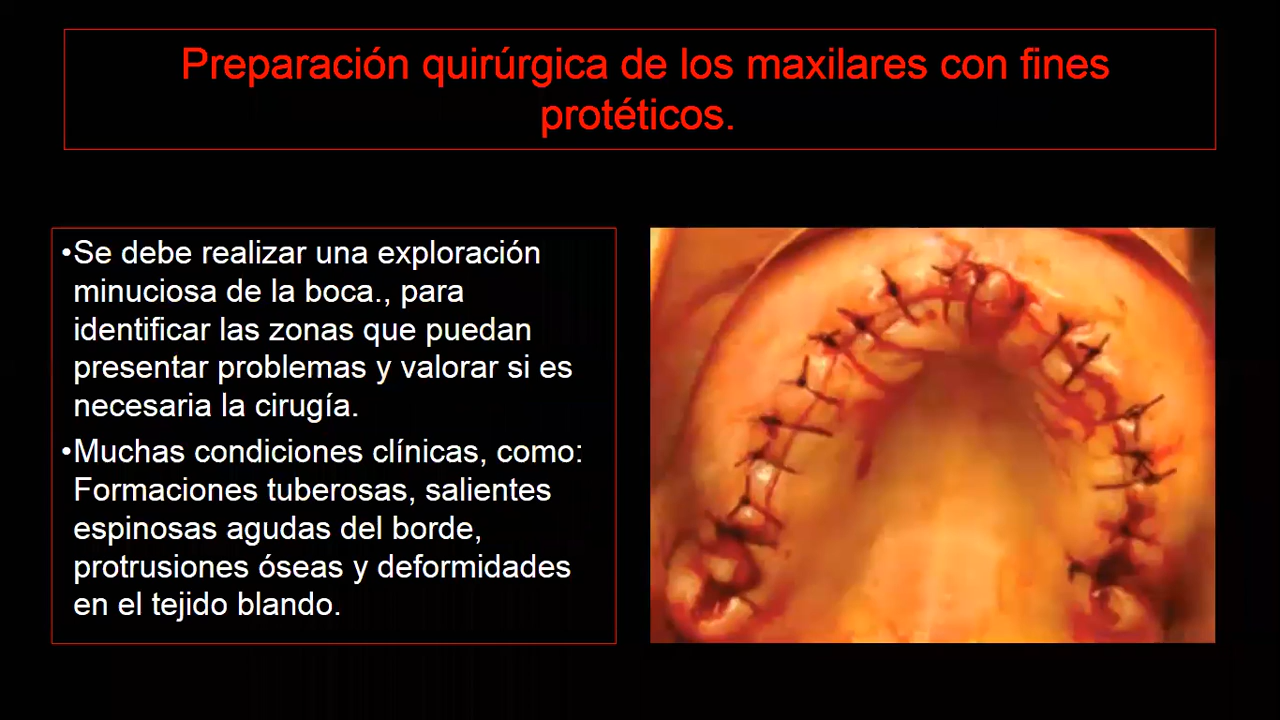 Preparación quirúrgica de los maxilares con fines
protéticos.
•Se debe realizar una exploración
minuciosa de la boca., para
identificar las zonas que puedan
presentar problemas y valorar si es
necesaria la cirugía.
•Muchas condiciones clínicas, como:
Formaciones tuberosas, salientes
espinosas agudas del borde,
protrusiones óseas y deformidades
en el tejido blando.